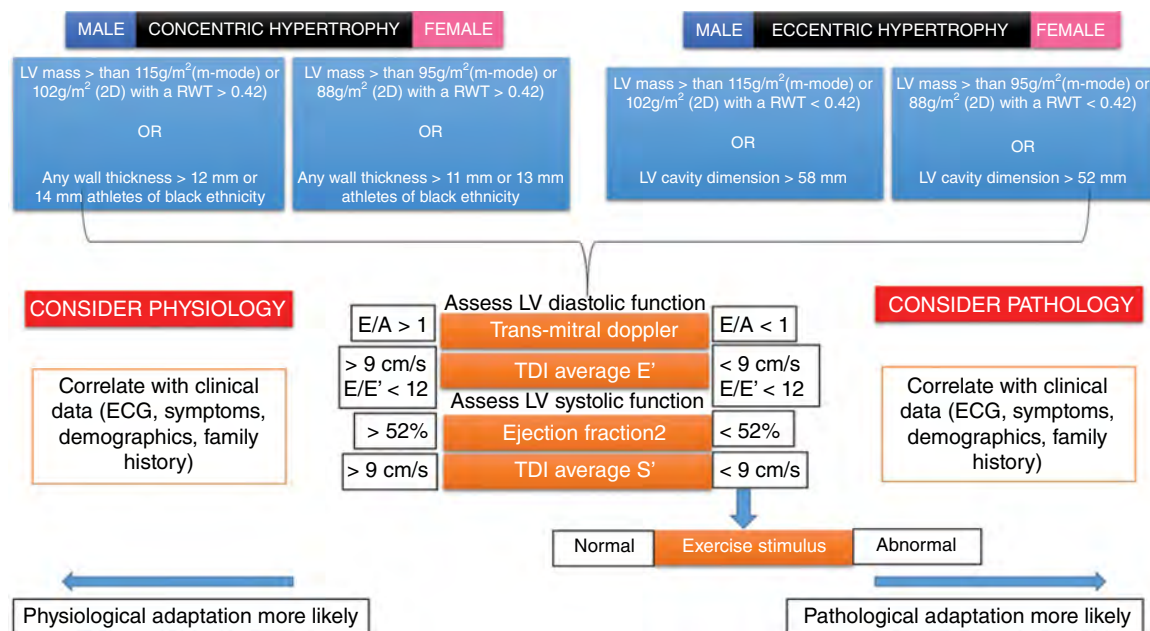 MALE CONCENTRIC HYPERTROPHY FEMALE
LV mass > than 115g/m²(m-mode) or
102g/m² (2D) with a RWT > 0.42)
OR
Any wall thickness > 12 mm or
14 mm athletes of black ethnicity
LV mass > than 95g/m²(m-mode) or
88g/m² (2D) with a RWT > 0.42)
OR
Any wall thickness > 11 mm or 13 mm
athletes of black ethnicity
MALE ECCENTRIC HYPERTROPHY FEMALE
LV mass > than 115g/m²(m-mode) or
102g/m² (2D) with a RWT < 0.42)
OR
LV cavity dimension > 58 mm
LV mass > than 95g/m²(m-mode) or
88g/m² (2D) with a RWT < 0.42)
OR
LV cavity dimension > 52 mm
CONSIDER PHYSIOLOGY
Correlate with clinical
data (ECG, symptoms,
demographics, family
history)
Assess LV diastolic function
E/A > 1 Trans-mitral doppler E/A < 1
> 9 cm/s TDI average E' < 9 cm/s
E/E' < 12 E/E' < 12
Assess LV systolic function
> 52% Ejection fraction2 < 52%
> 9 cm/s TDI average S' < 9 cm/s
Normal Exercise stimulus Abnormal
CONSIDER PATHOLOGY
Correlate with clinical
data (ECG, symptoms,
demographics, family
history)
Physiological adaptation more likely
Pathological adaptation more likely